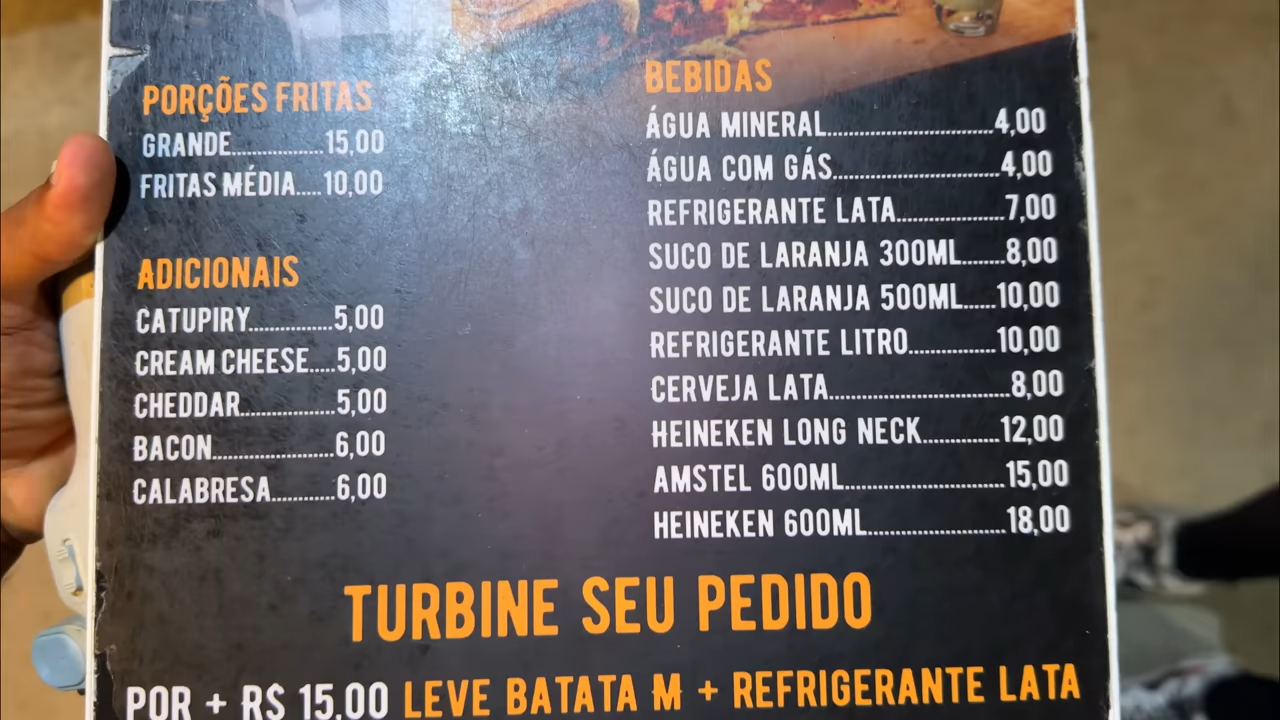 PORÇÕES FRITAS
GRANDE..................15,00
FRITAS MÉDIA.....10,00
ADICIONAIS
CATUPIRY................5,00
CREAM CHEESE.....5,00
CHEDDAR..................5,00
BACON.......................6,00
CALABRESA............6,00
BEBIDAS
ÁGUA MINERAL............................4,00
ÁGUA COM GÁS............................4,00
REFRIGERANTE LATA..................7,00
SUCO DE LARANJA 300ML.......8,00
SUCO DE LARANJA 500ML.....10,00
REFRIGERANTE LITRO..............10,00
CERVEJA LATA..............................8,00
HEINEKEN LONG NECK............12,00
AMSTEL 600ML..........................15,00
HEINEKEN 600ML......................18,00
TURBINE SEU PEDIDO
POR + R$ 15,00 LEVE BATATA M + REFRIGERANTE LATA